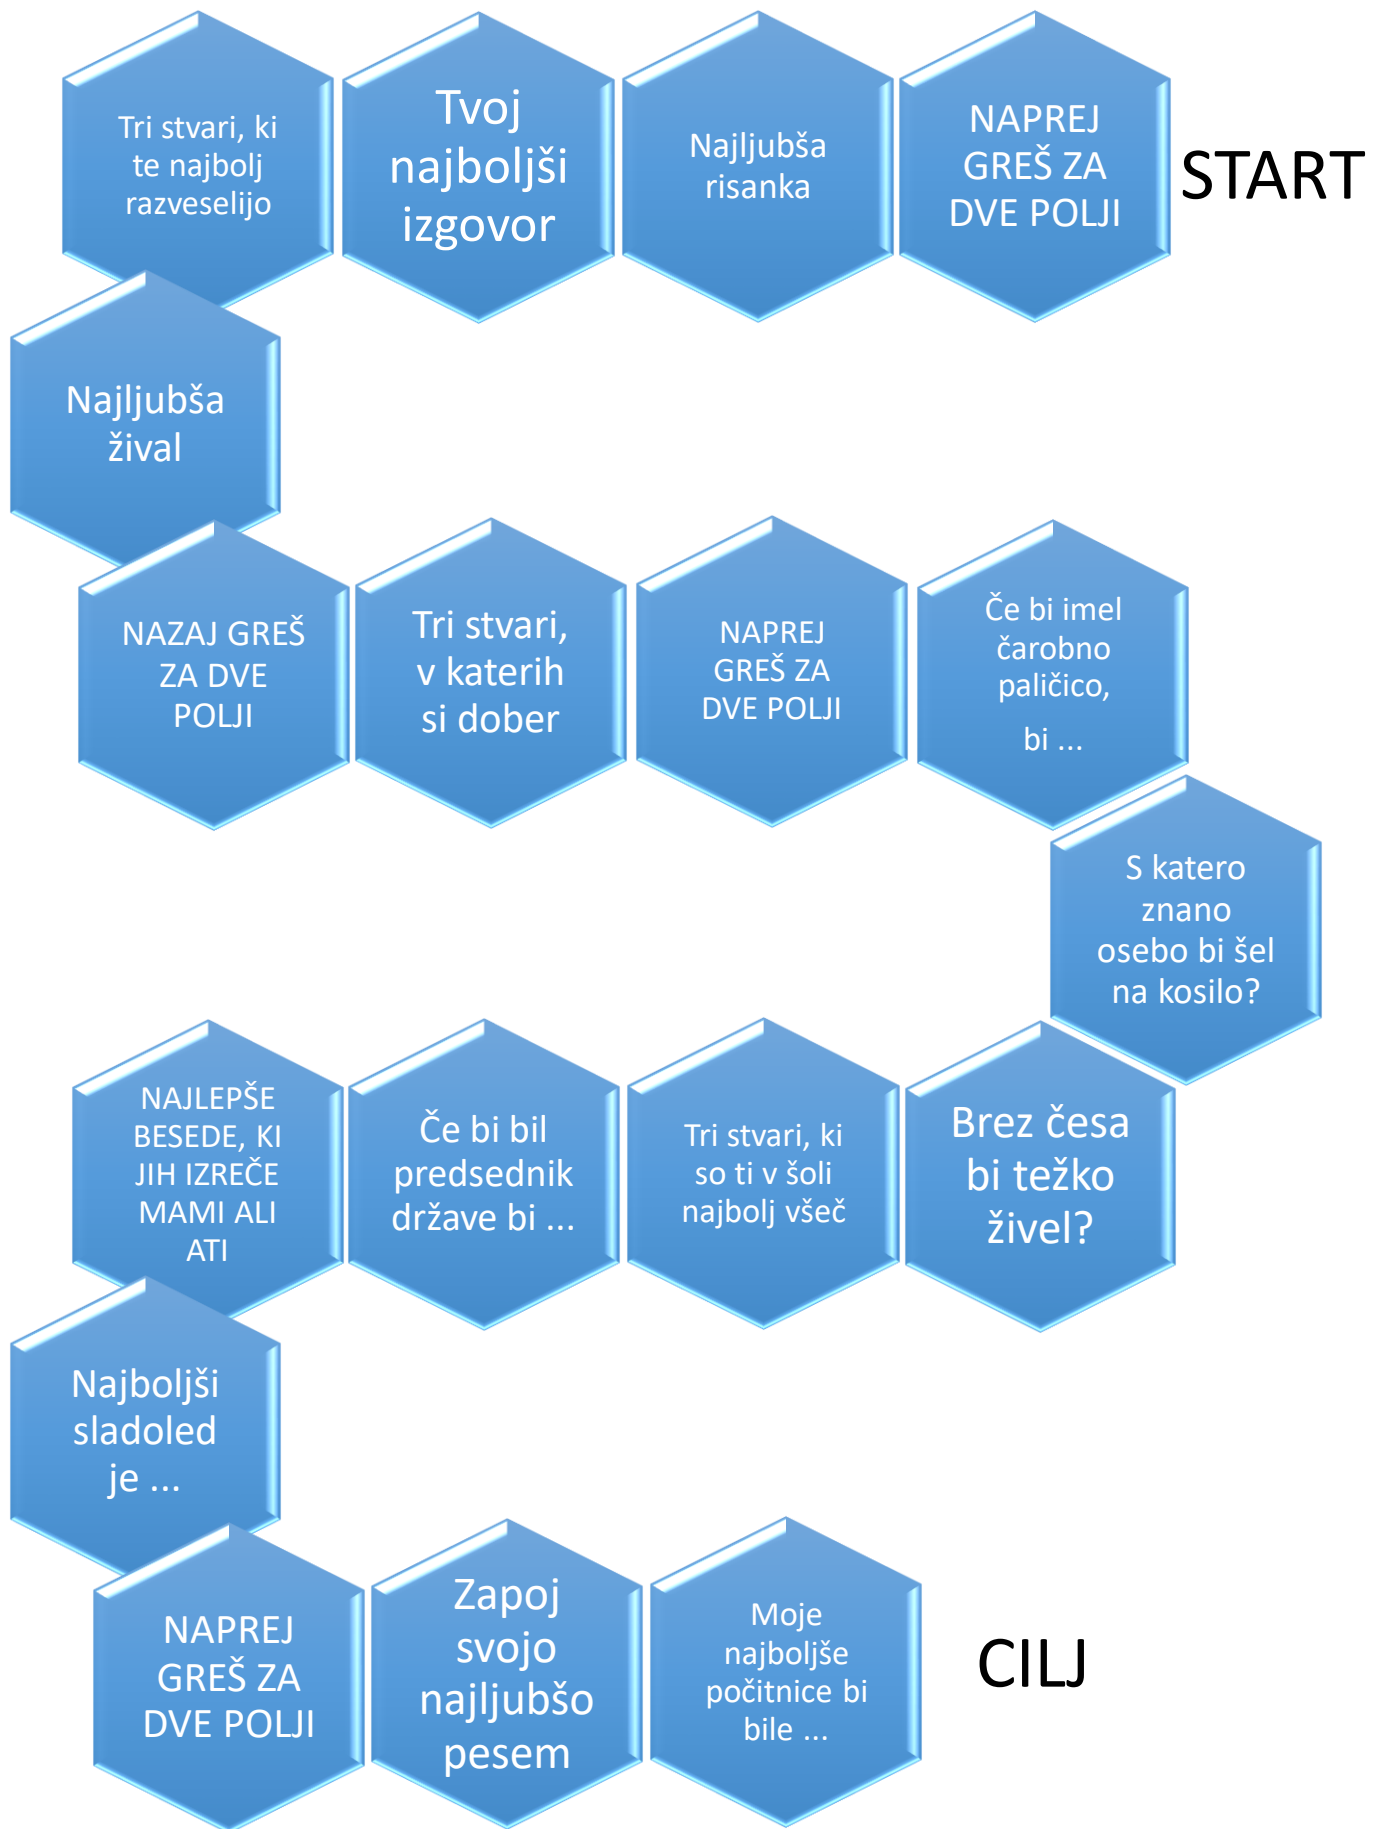 Tri stvari, ki
te najbolj
razveselijo
Tvoj
najboljši
izgovor
Najljubša
risanka
NAPREJ
GREŠ ZA
DVE POLJI
START
Najljubša
žival
NAZAJ GREŠ
ZA DVE
POLJI
Tri stvari,
v katerih
si dober
NAPREJ
GREŠ ZA
DVE POLJI
Če bi imel
čarobno
paličico,
bi ...
S katero
znano
osebo bi šel
na kosilo?
NAJLEPŠE
BESEDE, KI
JIH IZREČE
MAMI ALI
ATI
Če bi bil
predsednik
države bi ...
Tri stvari, ki
so ti v šoli
najbolj všeč
Brez česa
bi težko
živel?
Najboljši
sladoled
je ...
NAPREJ
GREŠ ZA
DVE POLJI
Zapoj
svojo
najljubšo
pesem
Moje
najboljše
počitnice bi
bile ...
CILJ